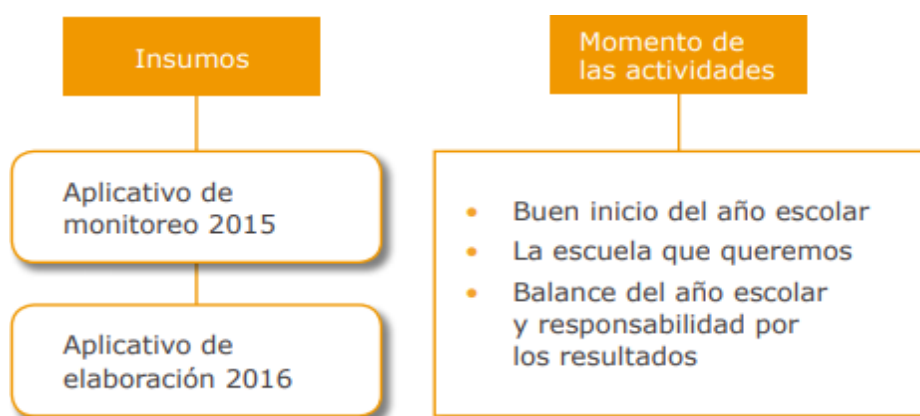 Insumos
Aplicativo de
monitoreo 2015
Aplicativo de
elaboración 2016
Momento de
las actividades
• Buen inicio del año escolar
• La escuela que queremos
• Balance del año escolar
y responsabilidad por
los resultados